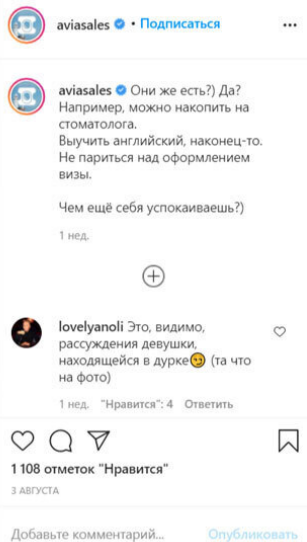 aviasales • Подписаться
aviasales Они же есть?) Да?
Например, можно накопить на
стоматолога.
Выучить английский, наконец-то.
Не париться над оформлением
визы.
Чем ещё себя успокаиваешь?)
1 нед.
lovelyanoli Это, видимо,
рассуждения девушки,
находящейся в дурке😏 (та что
на фото)
1 нед. "Нравится": 4 Ответить
1 108 отметок "Нравится"
3 АВГУСТА
Добавьте комментарий... Опубликовать